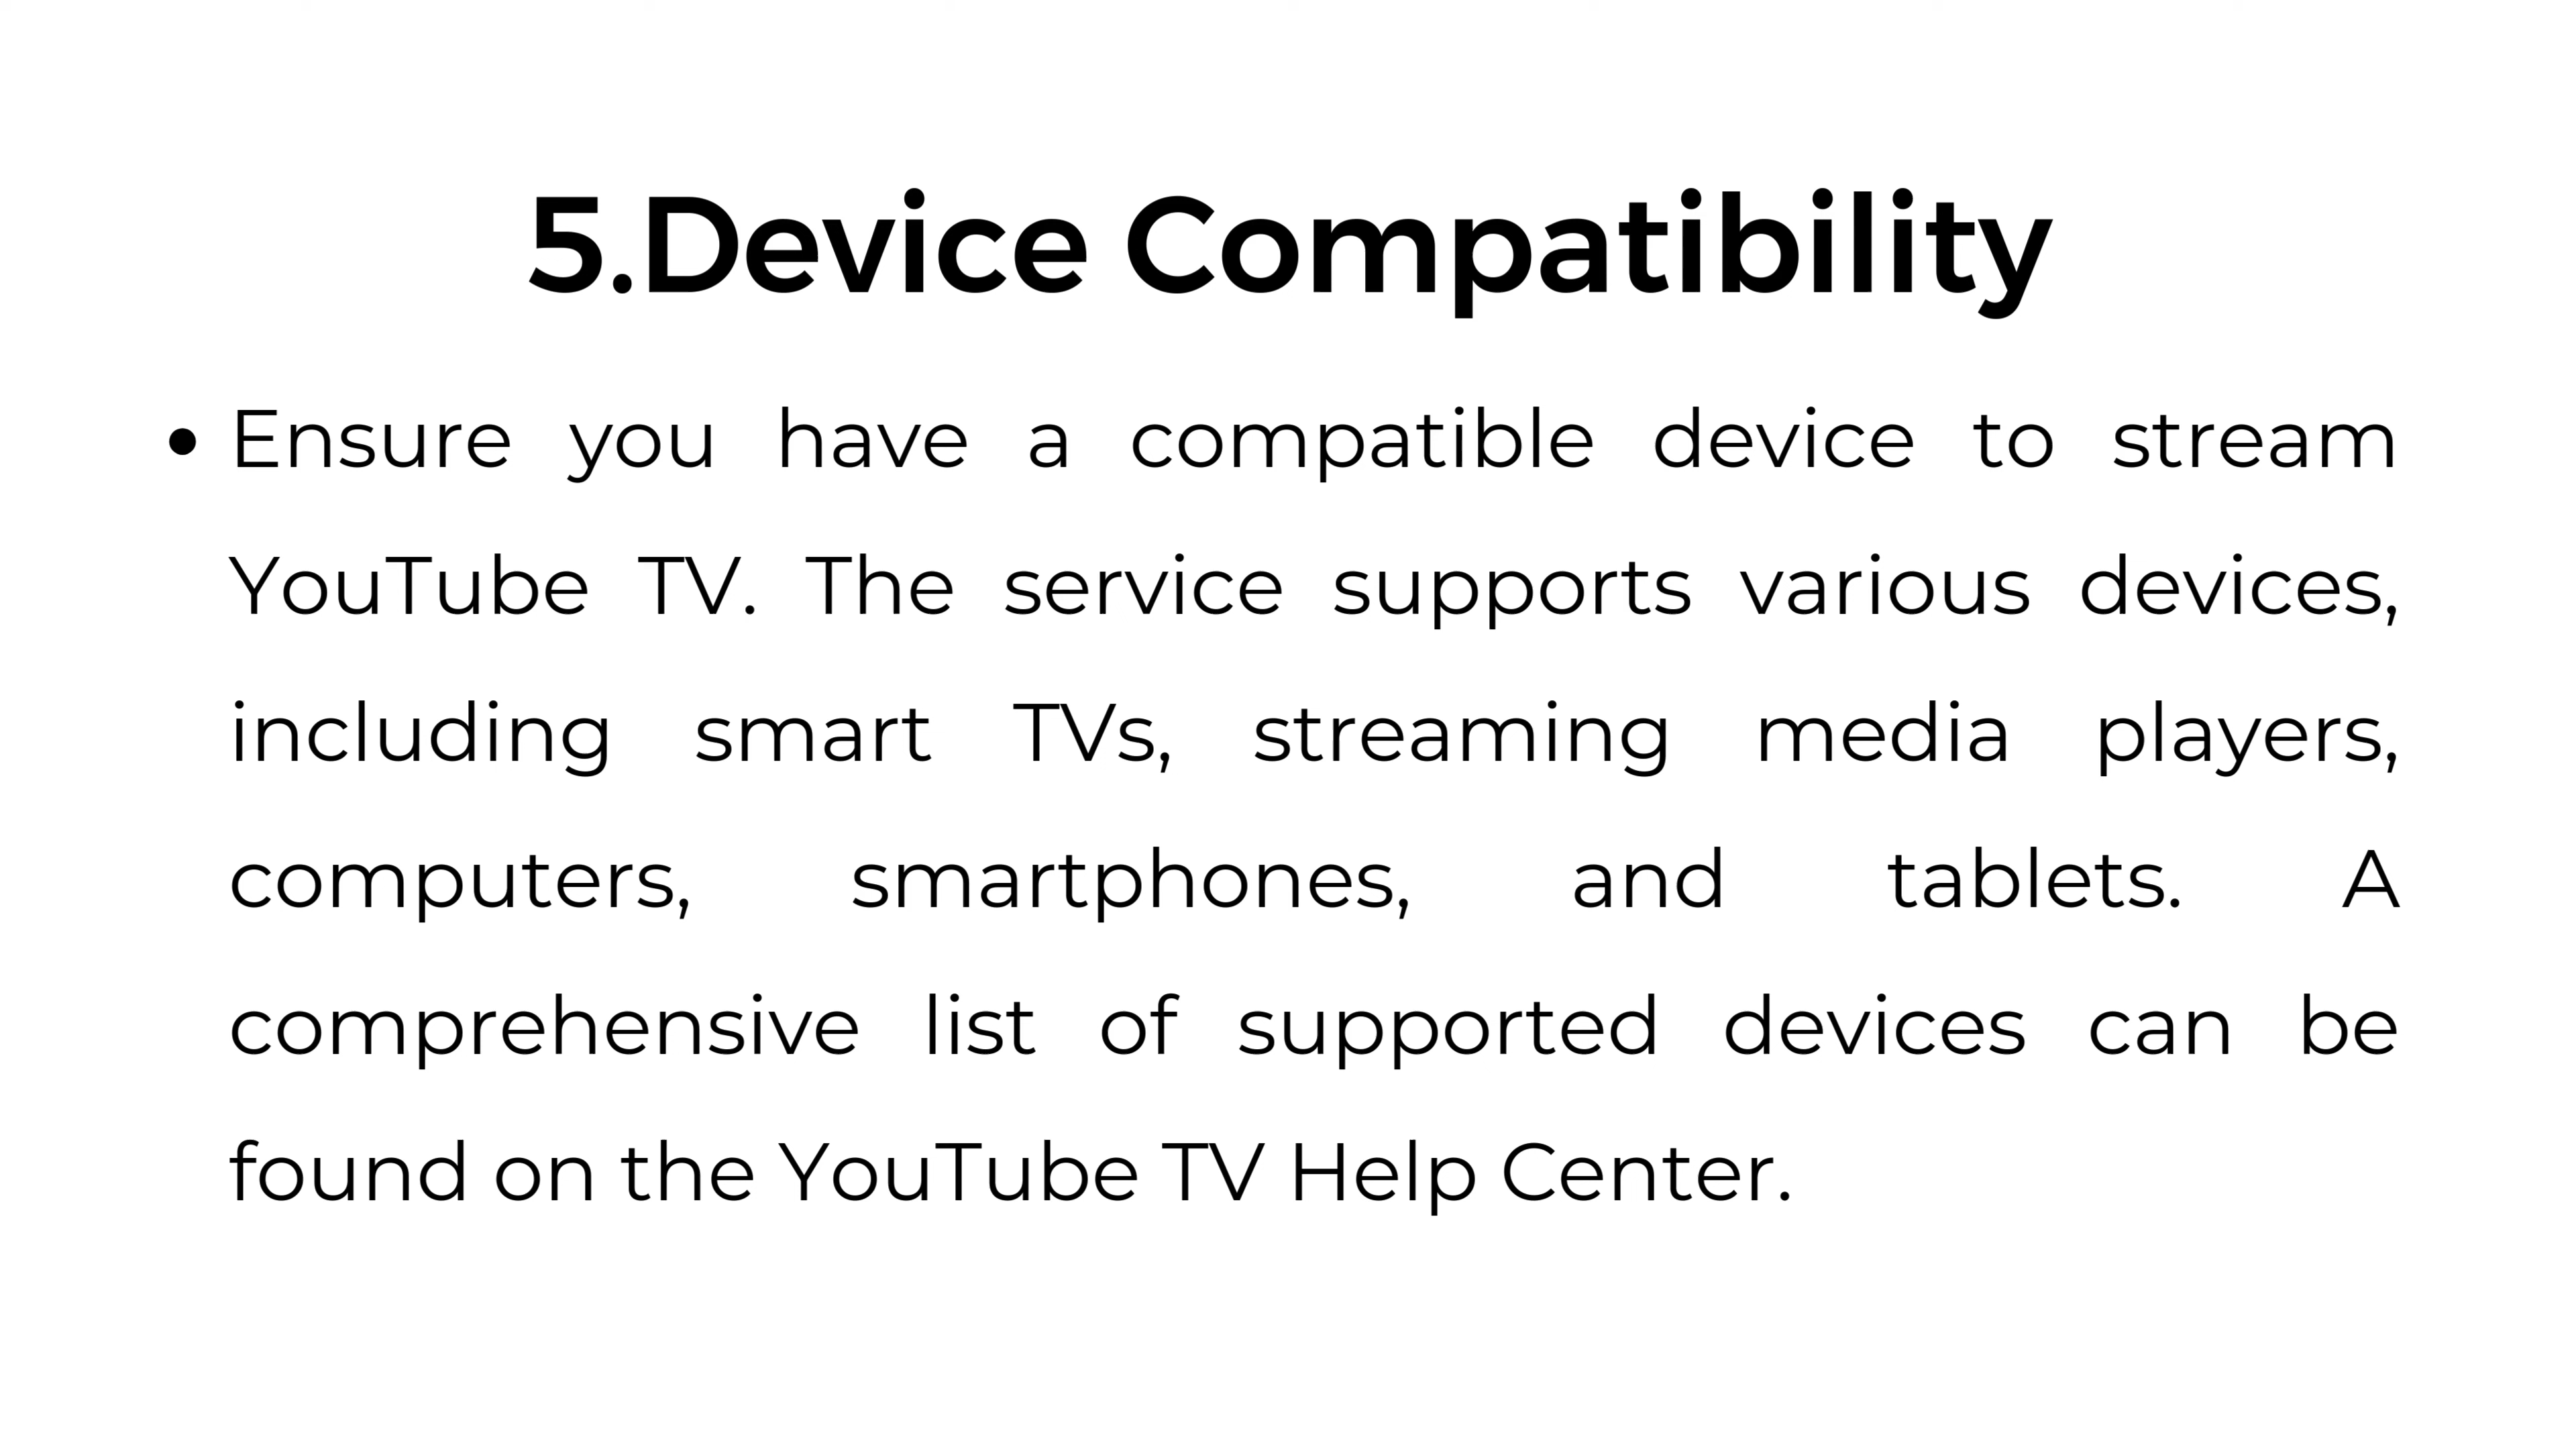 5.Device Compatibility
• Ensure you have a compatible device to stream
YouTube TV. The service supports various devices,
including smart TVs, streaming media players,
computers, smartphones, and tablets. A
comprehensive list of supported devices can be
found on the YouTube TV Help Center.